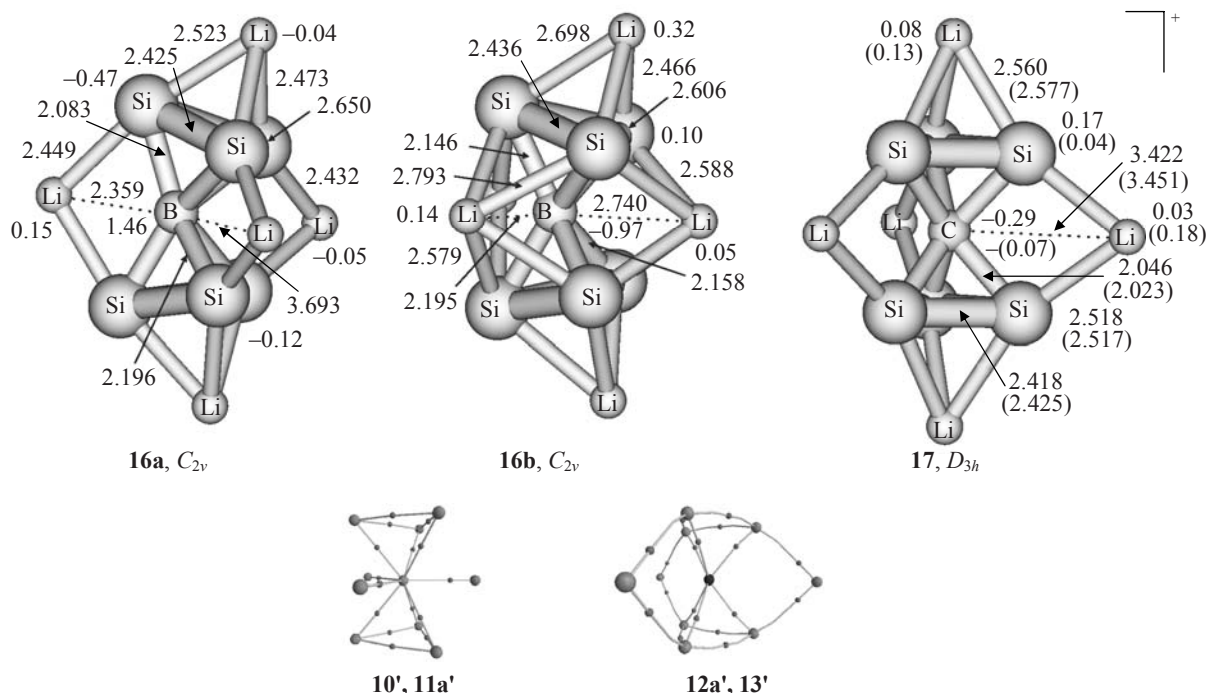 2.523
Li
–0.04
2.425
–0.47
2.473
Si
2.083
2.650
Si
2.449
2.432
Li
2.359
B
Li
Li
0.15
1.46
–0.05
Si
Si
3.693
–0.12
2.196
Li
16a, C2v
2.698
Li
0.32
2.436
2.466
Si
2.606
Si
0.10
2.146
2.793
2.588
Li
B
2.740
Li
0.14
–0.97
0.05
2.579
2.158
2.195
Si
Si
Li
16b, C2v
+
0.08
(0.13)
Li
2.560
(2.577)
0.17
(0.04)
Si
Si
3.422
(3.451)
Li
Li
C
–0.29
–(0.07)
Li
0.03
(0.18)
2.046
(2.023)
Si
Si
2.518
(2.517)
2.418
(2.425)
Li
17, D3h
10', 11a'
12a', 13'